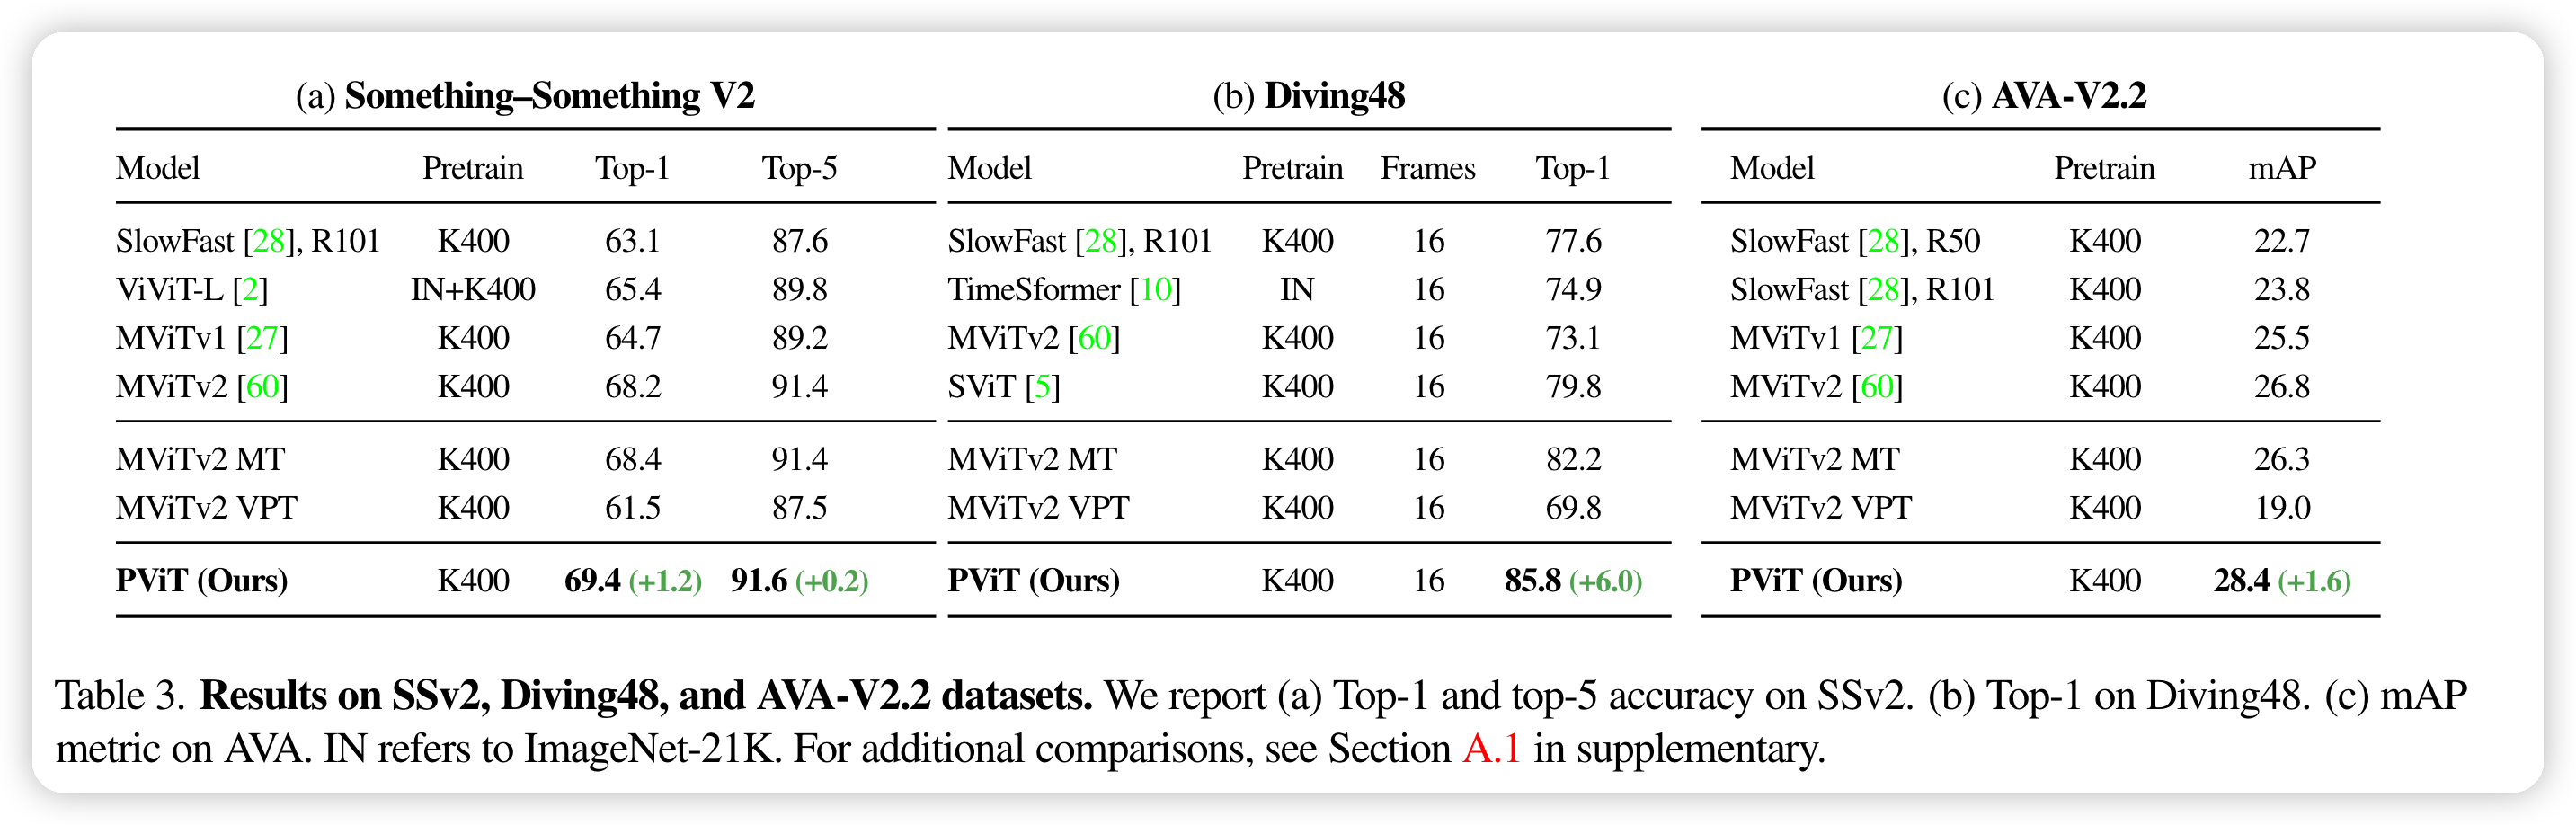 (a) Something–Something V2
Model Pretrain Top-1 Top-5
SlowFast [28], R101 K400 63.1 87.6
ViViT-L [2] IN+K400 65.4 89.8
MViTv1 [27] K400 64.7 89.2
MViTv2 [60] K400 68.2 91.4
MViTv2 MT K400 68.4 91.4
MViTv2 VPT K400 61.5 87.5
PViT (Ours) K400 69.4 (+1.2) 91.6 (+0.2)
(b) Diving48
Model Pretrain Frames Top-1
SlowFast [28], R101 K400 16 77.6
TimeSformer [10] IN 16 74.9
MViTv2 [60] K400 16 73.1
SViT [5] K400 16 79.8
MViTv2 MT K400 16 82.2
MViTv2 VPT K400 16 69.8
PViT (Ours) K400 16 85.8 (+6.0)
(c) AVA-V2.2
Model Pretrain mAP
SlowFast [28], R50 K400 22.7
SlowFast [28], R101 K400 23.8
MViTv1 [27] K400 25.5
MViTv2 [60] K400 26.8
MViTv2 MT K400 26.3
MViTv2 VPT K400 19.0
PViT (Ours) K400 28.4 (+1.6)
Table 3. Results on SSv2, Diving48, and AVA-V2.2 datasets. We report (a) Top-1 and top-5 accuracy on SSv2. (b) Top-1 on Diving48. (c) mAP
metric on AVA. IN refers to ImageNet-21K. For additional comparisons, see Section A.1 in supplementary.